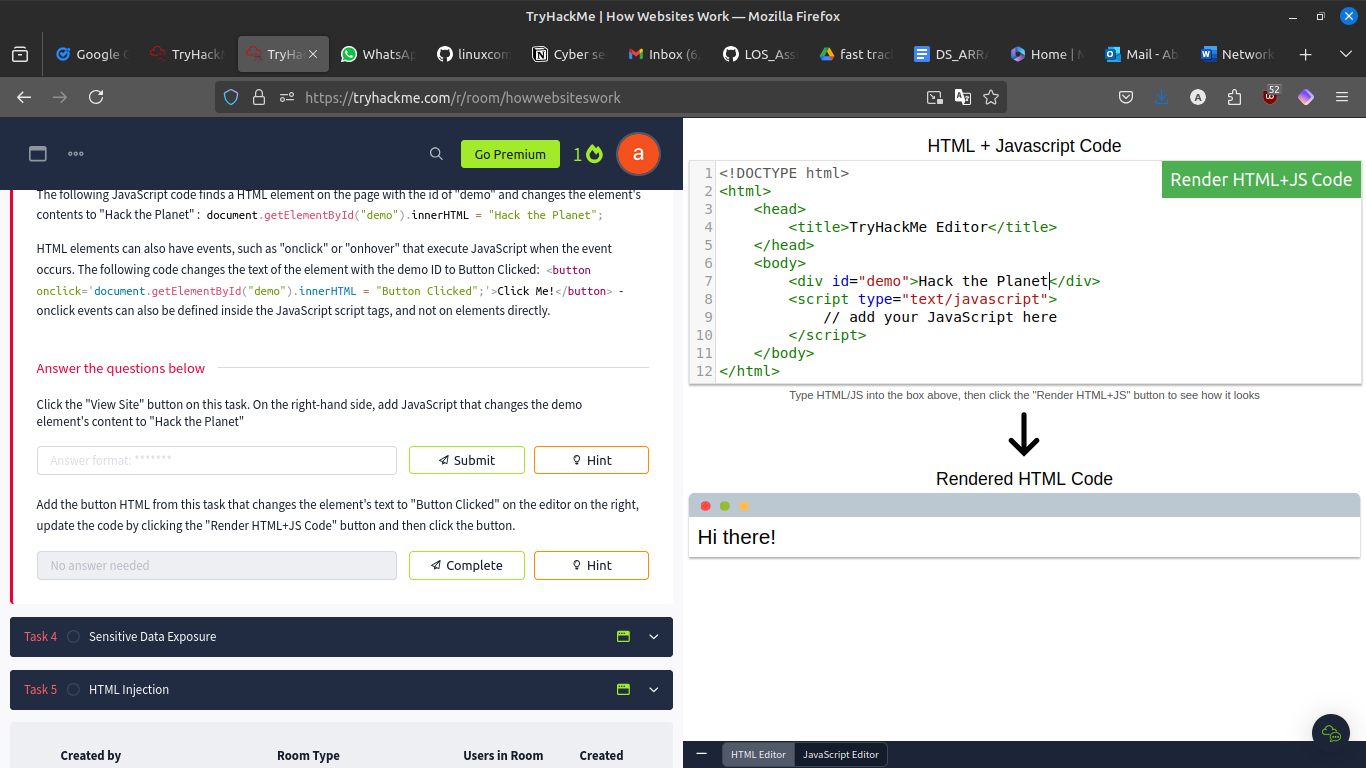 TryHackMe | How Websites Work — Mozilla Firefox
Google
TryHack
TryHa
WhatsAp
linuxcom
Cyber se
Inbox (6,
LOS_Ass
fast trac
DS_ARRA
Home |
Mail - Ab
Network
https://tryhackme.com/r/room/howwebsiteswork
A
52
Go Premium
1
a
The following JavaScript code finds a HTML element on the page with the id of "demo" and changes the element's
contents to "Hack the Planet" : document.getElementById("demo").innerHTML = "Hack the Planet";
HTML elements can also have events, such as "onclick" or "onhover" that execute JavaScript when the event
occurs. The following code changes the text of the element with the demo ID to Button Clicked: <button
onclick='document.getElementById("demo").innerHTML = "Button Clicked";'>Click Me!</button> -
onclick events can also be defined inside the JavaScript script tags, and not on elements directly.
Answer the questions below
Click the "View Site" button on this task. On the right-hand side, add JavaScript that changes the demo
element's content to "Hack the Planet"
Answer format: *******
Submit
Hint
Add the button HTML from this task that changes the element's text to "Button Clicked" on the editor on the right,
update the code by clicking the "Render HTML+JS Code" button and then click the button.
No answer needed
Complete
Hint
Task 4
Sensitive Data Exposure
Task 5
HTML Injection
Created by
Room Type
Users in Room
Created
HTML + Javascript Code
Render HTML+JS Code
1 <!DOCTYPE html>
2 <html>
3 <head>
4 <title>TryHackMe Editor</title>
5 </head>
6 <body>
7 <div id="demo">Hack the Planet</div>
8 <script type="text/javascript">
9 // add your JavaScript here
10 </script>
11 </body>
12 </html>
Type HTML/JS into the box above, then click the "Render HTML+JS" button to see how it looks
Rendered HTML Code
Hi there!
HTML Editor
JavaScript Editor